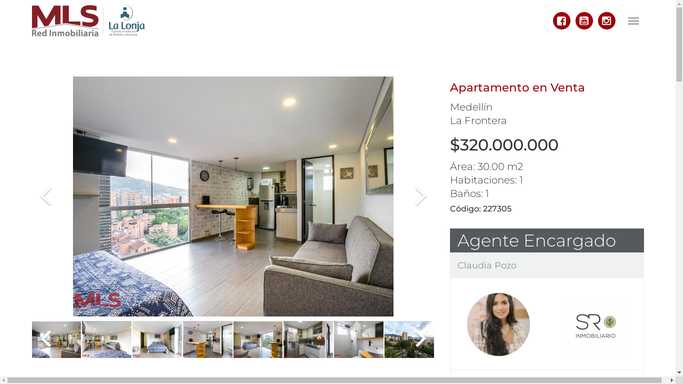 MLS
Red Inmobiliaria
La Lonja
Apartamento en Venta
Medellín
La Frontera
$320.000.000
Área: 30.00 m2
Habitaciones: 1
Baños: 1
Código: 227305
Agente Encargado
Claudia Pozo
SR
INMOBILIARIO
MLS